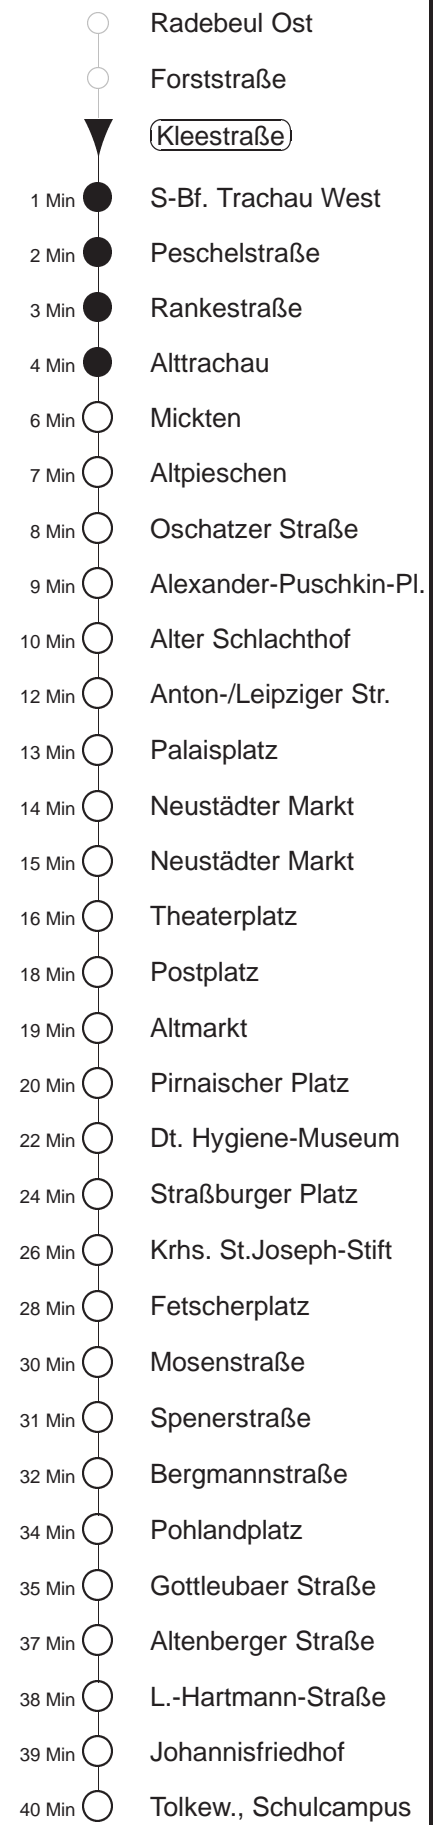 Radebeul Ost
Forststraße
Kleestraße
1 Min S-Bf. Trachau West
2 Min Peschelstraße
3 Min Rankestraße
4 Min Alttrachau
6 Min Mickten
7 Min Altpieschen
8 Min Oschatzer Straße
9 Min Alexander-Puschkin-Pl.
10 Min Alter Schlachthof
12 Min Anton-/Leipziger Str.
13 Min Palaisplatz
14 Min Neustädter Markt
15 Min Neustädter Markt
16 Min Theaterplatz
18 Min Postplatz
19 Min Altmarkt
20 Min Pirnaischer Platz
22 Min Dt. Hygiene-Museum
24 Min Straßburger Platz
26 Min Krhs. St.Joseph-Stift
28 Min Fetscherplatz
30 Min Mosenstraße
31 Min Spenerstraße
32 Min Bergmannstraße
34 Min Pohlandplatz
35 Min Gottleubaer Straße
37 Min Altenberger Straße
38 Min L.-Hartmann-Straße
39 Min Johannisfriedhof
40 Min Tolkew., Schulcampus